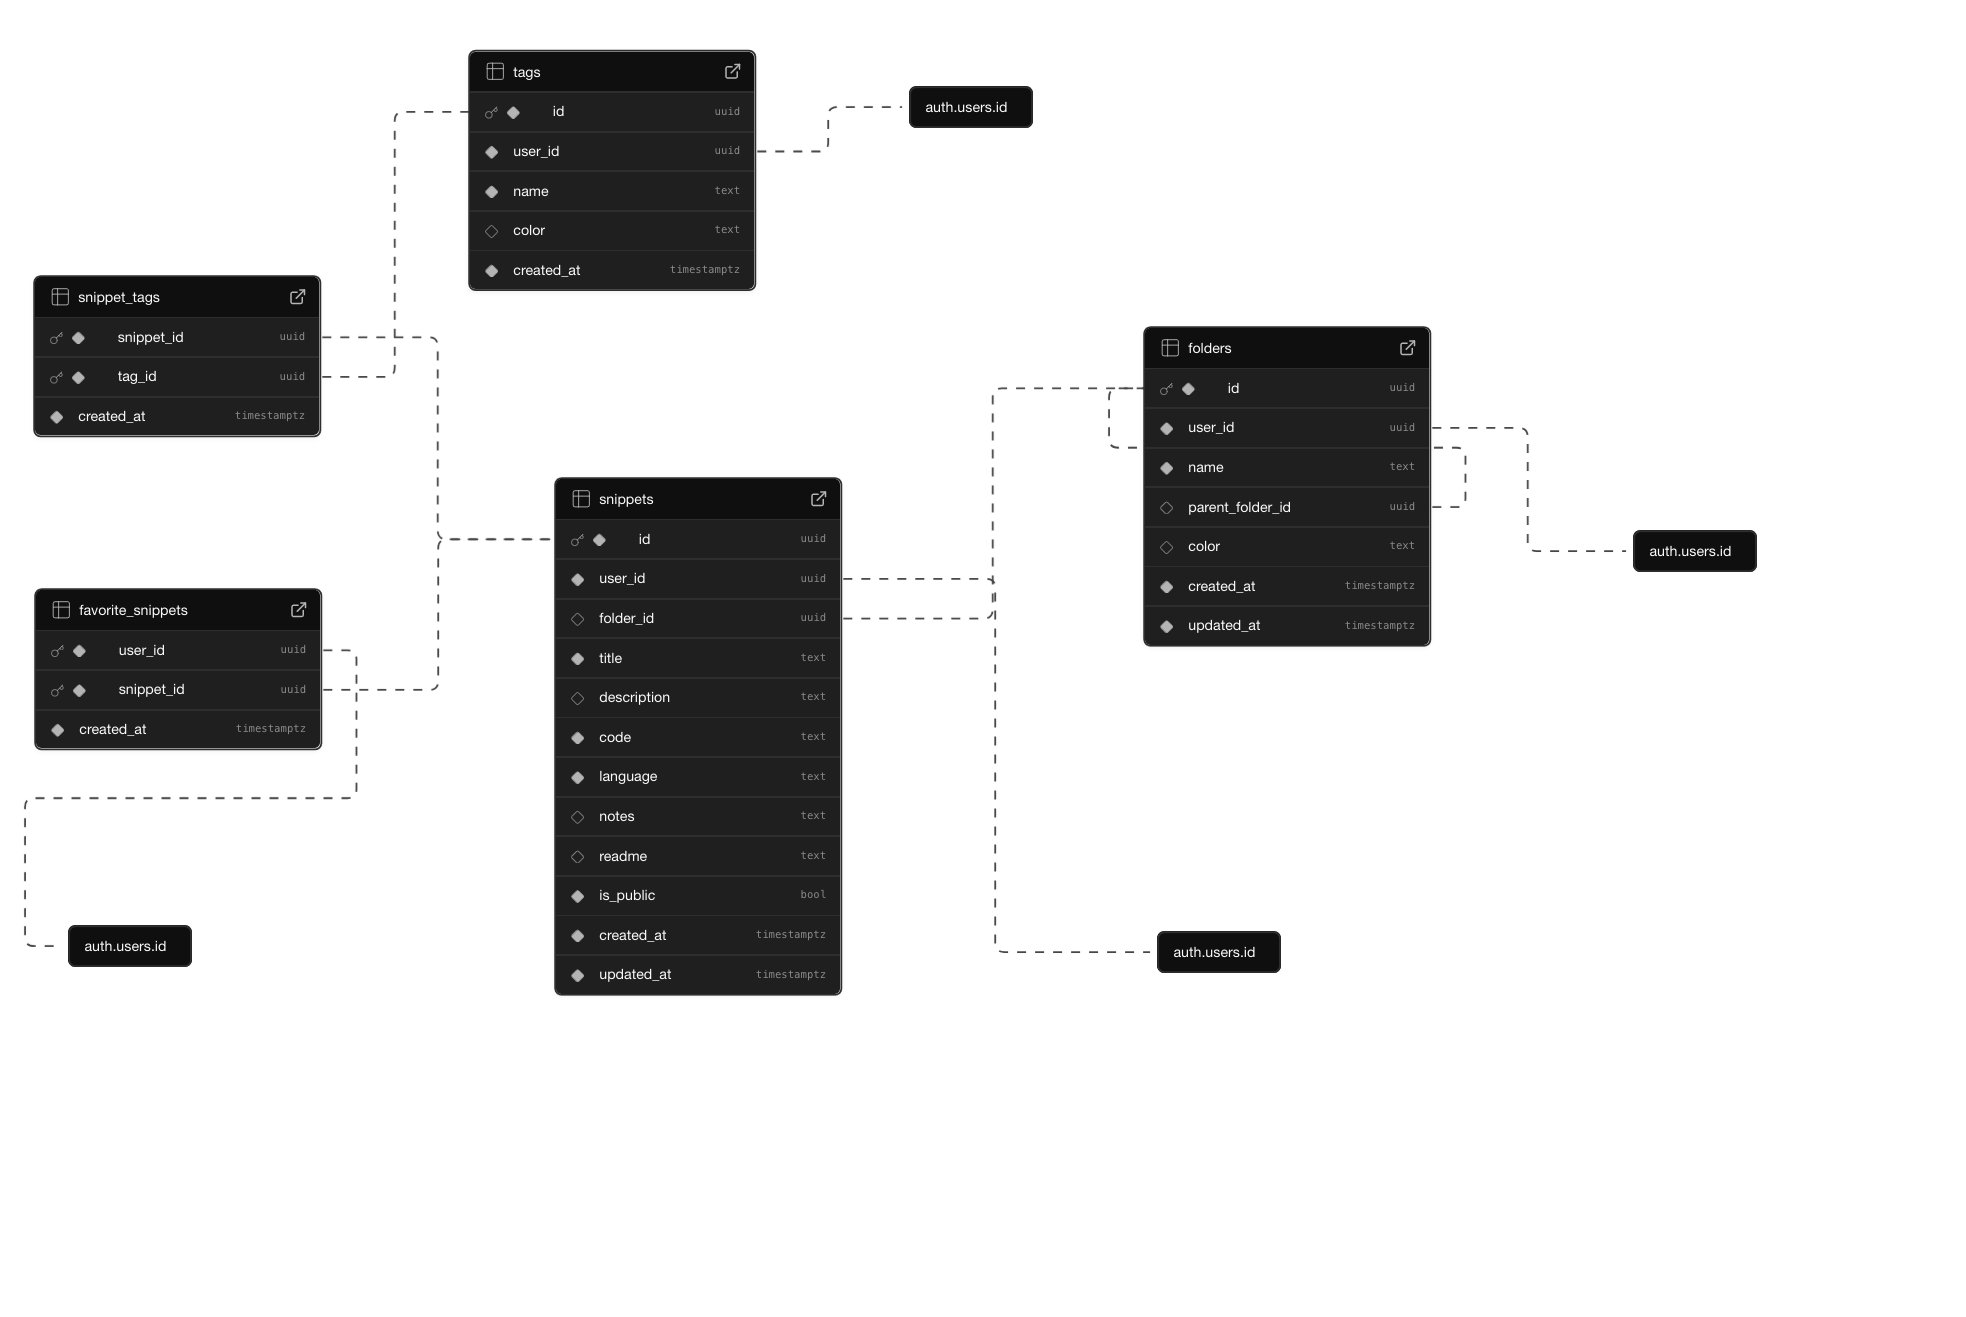 tags
id uuid
user_id uuid
name text
color text
created_at timestamptz
auth.users.id
snippet_tags
snippet_id uuid
tag_id uuid
created_at timestamptz
folders
id uuid
user_id uuid
name text
parent_folder_id uuid
color text
created_at timestamptz
updated_at timestamptz
auth.users.id
snippets
id uuid
user_id uuid
folder_id uuid
title text
description text
code text
language text
notes text
readme text
is_public bool
created_at timestamptz
updated_at timestamptz
favorite_snippets
user_id uuid
snippet_id uuid
created_at timestamptz
auth.users.id
auth.users.id